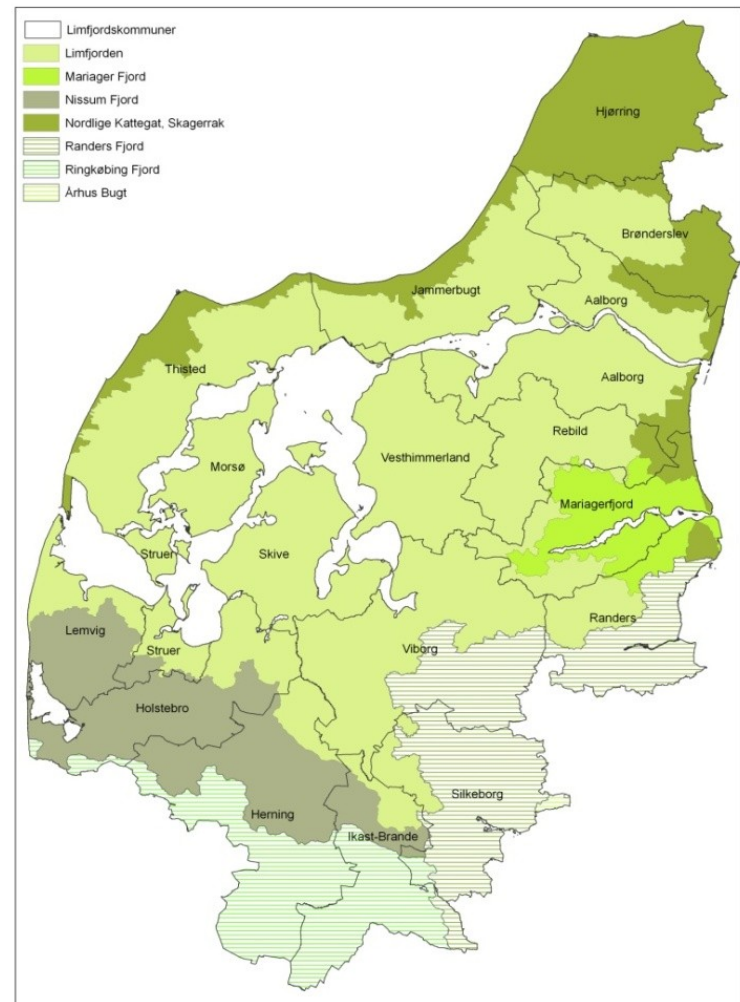 Limfjordskommuner
Limfjorden
Mariager Fjord
Nissum Fjord
Nordlige Kattegat, Skagerrak
Randers Fjord
Ringkøbing Fjord
Århus Bugt
Hjørring
Brønderslev
Jammerbugt
Aalborg
Thisted
Aalborg
Rebild
Vesthimmerland
Morsø
Mariagerfjord
Struer
Skive
Randers
Lemvig
Struer
Viborg
Holstebro
Silkeborg
Herning
Ikast-Brande